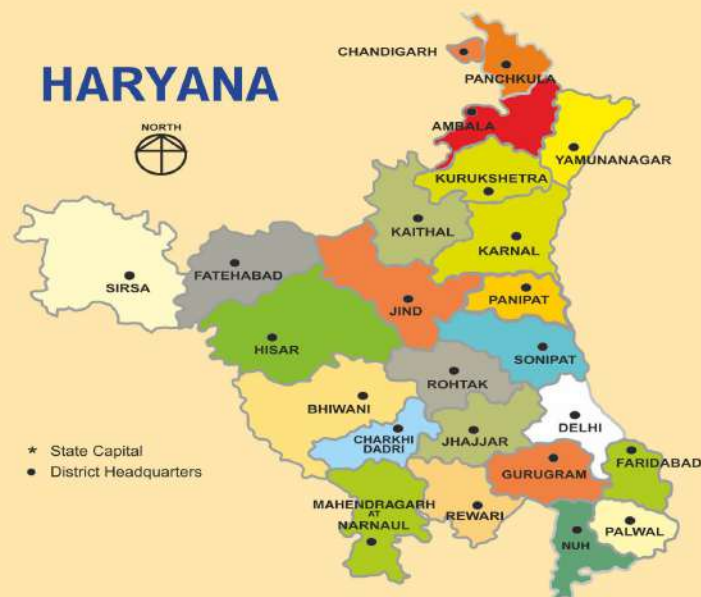 HARYANA
NORTH
CHANDIGARH
PANCHKULA
AMBALA
YAMUNANAGAR
KURUKSHETRA
KAITHAL
KARNAL
SIRSA
FATEHABAD
JIND
PANIPAT
HISAR
SONIPAT
ROHTAK
BHIWANI
DELHI
CHARKHI
DADRI
JHAJJAR
* State Capital
● District Headquarters
GURUGRAM
FARIDABAD
MAHENDRAGARH
AT
NARNAUL
REWARI
NUH
PALWAL